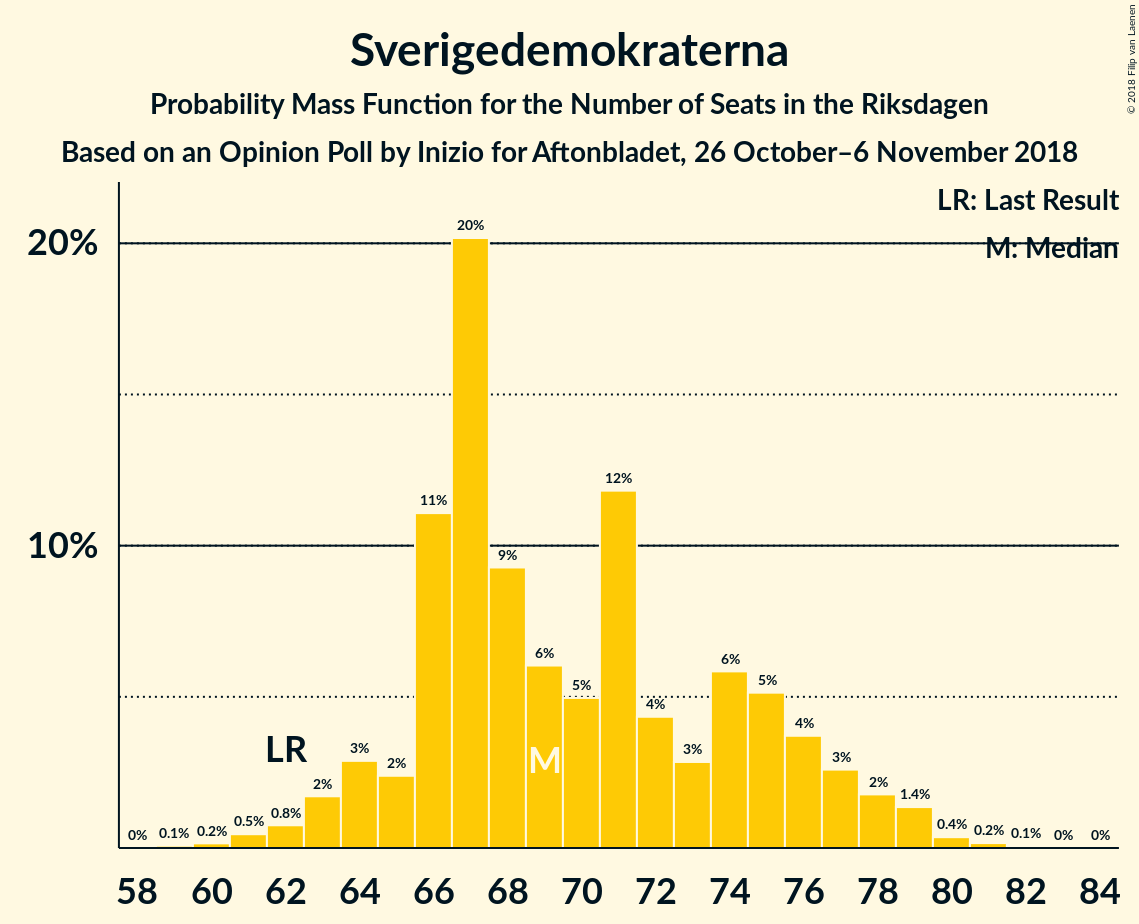 Sverigedemokraterna
Probability Mass Function for the Number of Seats in the Riksdagen
Based on an Opinion Poll by Inizio for Aftonbladet, 26 October–6 November 2018
© 2018 Filip van Laenen
LR: Last Result
M: Median
20%
10%
0% 0.1% 0.2% 0.5% 0.8% 2% 3% 2% 11% 20% 9% 6% 5% 12% 4% 3% 6% 5% 4% 3% 2% 1.4% 0.4% 0.2% 0.1% 0% 0%
LR
M
58 60 62 64 66 68 70 72 74 76 78 80 82 84